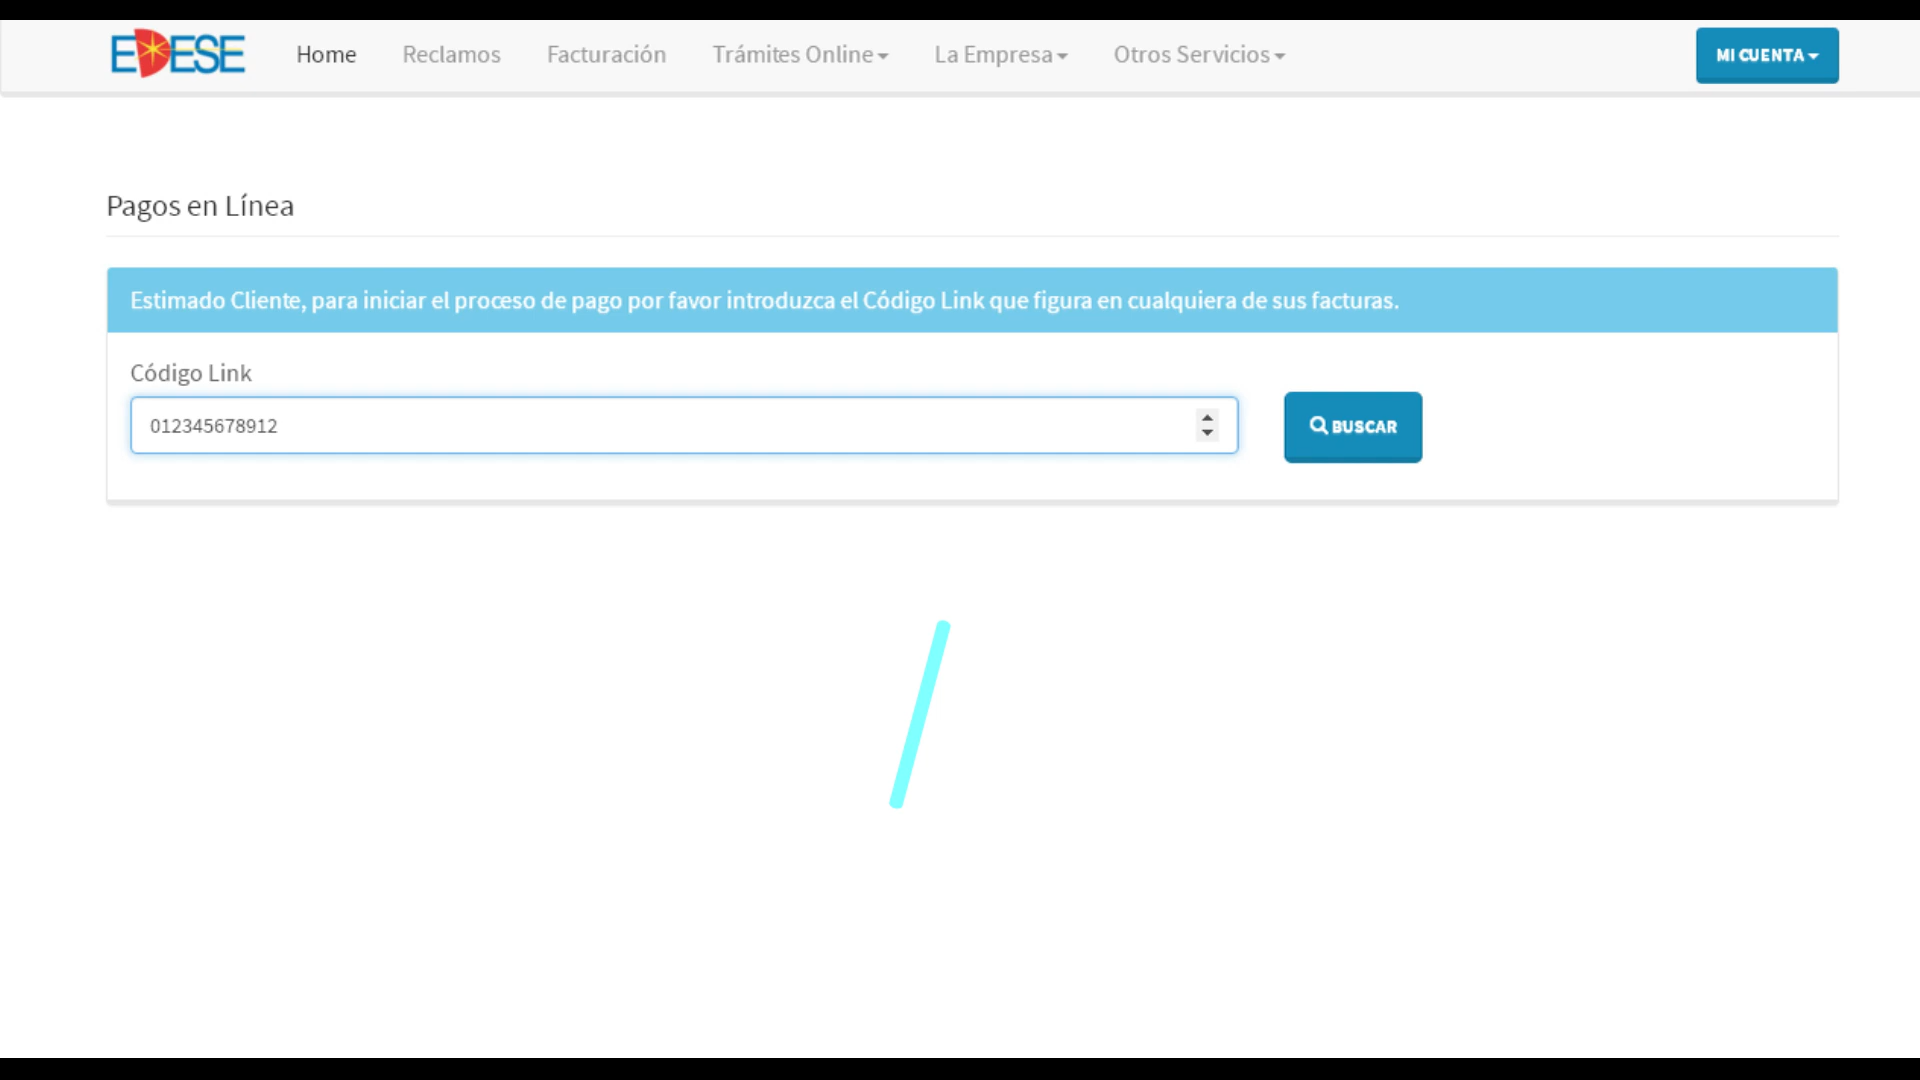 EDESE Home Reclamos Facturación Trámites Online La Empresa Otros Servicios MI CUENTA
Pagos en Línea
Estimado Cliente, para iniciar el proceso de pago por favor introduzca el Código Link que figura en cualquiera de sus facturas.
Código Link
012345678912 BUSCAR